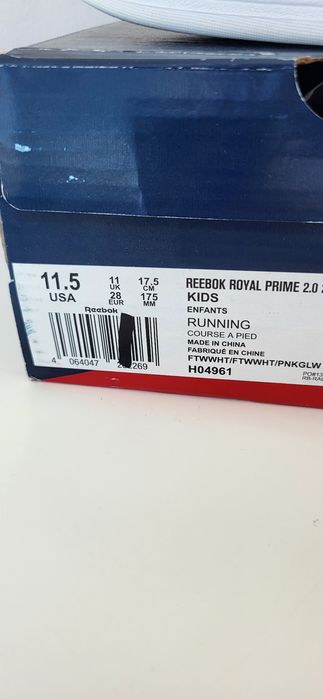 11.5
USA
11
UK
28
EUR
17.5
CM
175
MM
Reebok
4 064047 269
REEBOK ROYAL PRIME 2.0
KIDS
ENFANTS
RUNNING
COURSE A PIED
MADE IN CHINA
FABRIQUÉ EN CHINE
FTWWHT/FTWWHT/PNKGLW
H04961